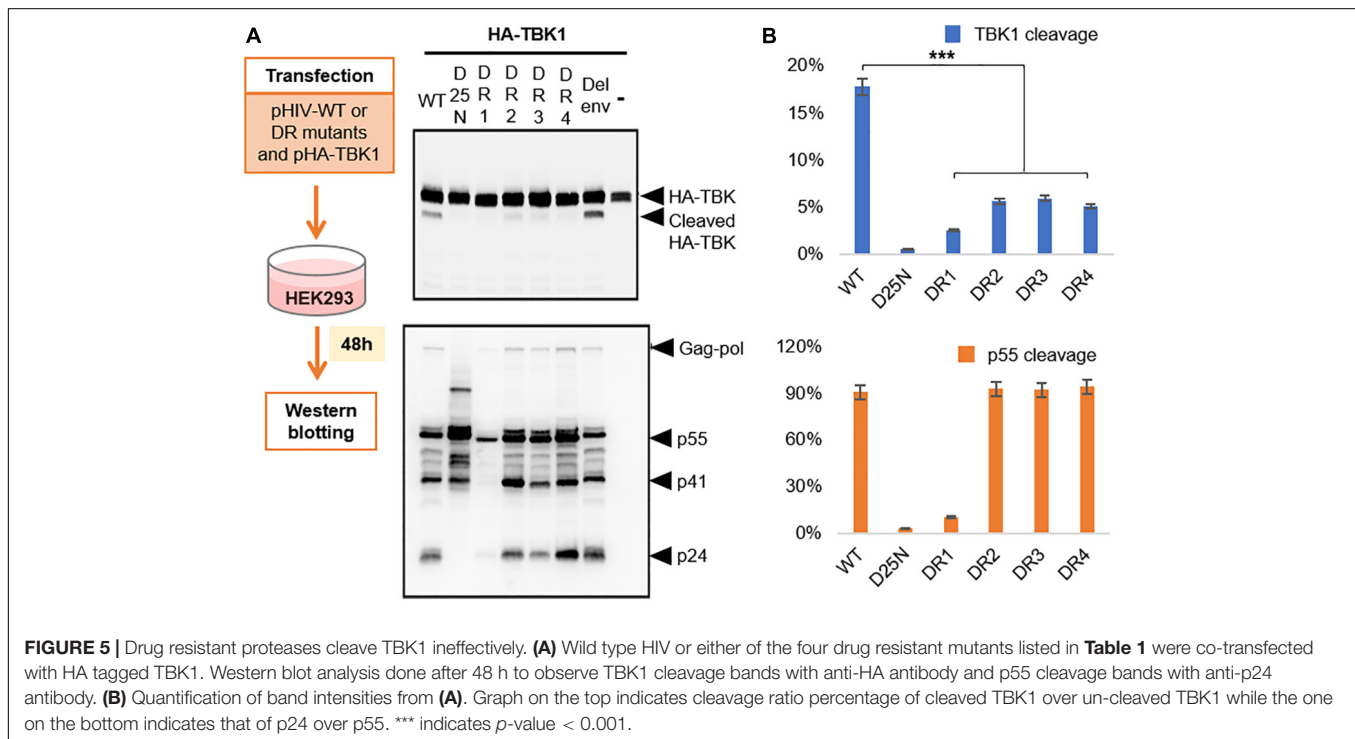 A
HA-TBK1
Transfection
pHIV-WT or
DR mutants
and pHA-TBK1
HEK293
48h
Western
blotting
WT
D25N
DR1
DR2
DR3
DR4
Del env
-
HA-TBK
Cleaved
HA-TBK
Gag-pol
p55
p41
p24
B
TBK1 cleavage
***
20%
15%
10%
5%
0%
WT D25N DR1 DR2 DR3 DR4
p55 cleavage
120%
90%
60%
30%
0%
WT D25N DR1 DR2 DR3 DR4
FIGURE 5 | Drug resistant proteases cleave TBK1 ineffectively. (A) Wild type HIV or either of the four drug resistant mutants listed in Table 1 were co-transfected
with HA tagged TBK1. Western blot analysis done after 48 h to observe TBK1 cleavage bands with anti-HA antibody and p55 cleavage bands with anti-p24
antibody. (B) Quantification of band intensities from (A). Graph on the top indicates cleavage ratio percentage of cleaved TBK1 over un-cleaved TBK1 while the one
on the bottom indicates that of p24 over p55. *** indicates p-value < 0.001.